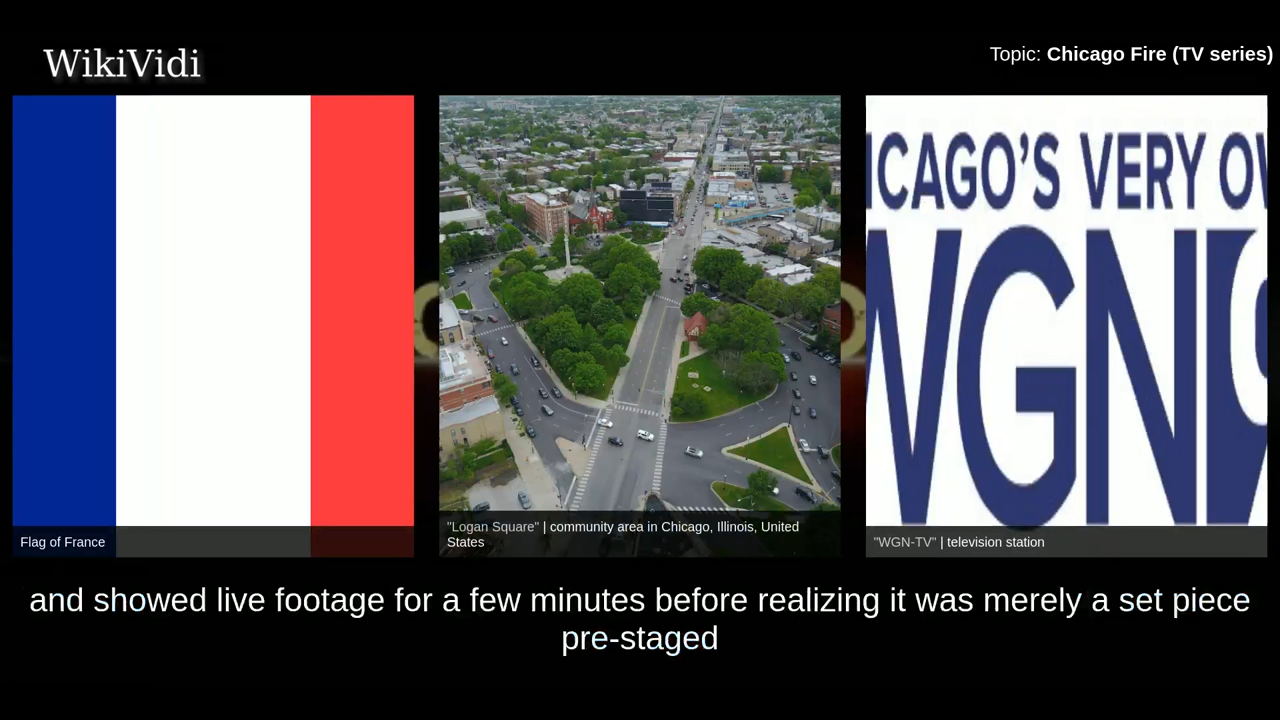 WikiVidi
Topic: Chicago Fire (TV series)
ICAGO'S VERY OW
WGN 9
Flag of France
"Logan Square" | community area in Chicago, Illinois, United
States
"WGN-TV" | television station
and showed live footage for a few minutes before realizing it was merely a set piece
pre-staged